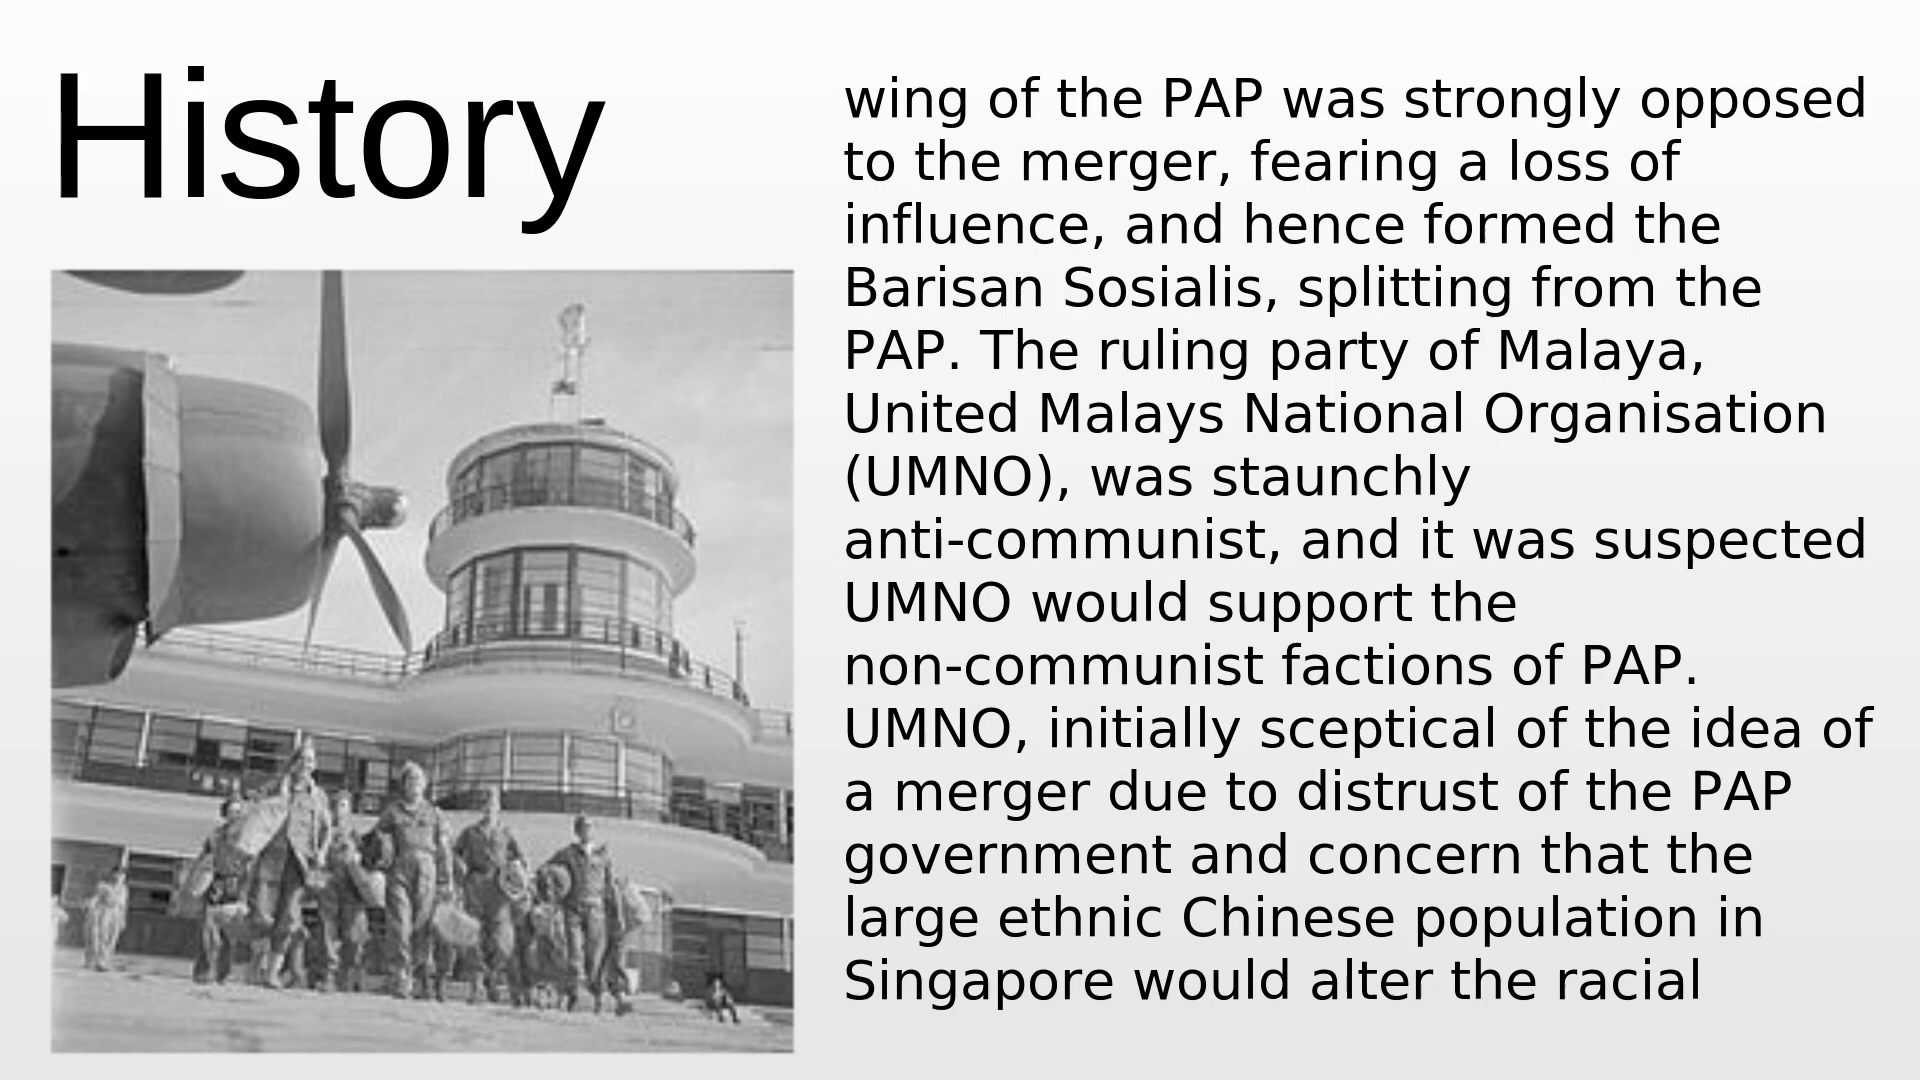 History
wing of the PAP was strongly opposed
to the merger, fearing a loss of
influence, and hence formed the
Barisan Sosialis, splitting from the
PAP. The ruling party of Malaya,
United Malays National Organisation
(UMNO), was staunchly
anti-communist, and it was suspected
UMNO would support the
non-communist factions of PAP.
UMNO, initially sceptical of the idea of
a merger due to distrust of the PAP
government and concern that the
large ethnic Chinese population in
Singapore would alter the racial